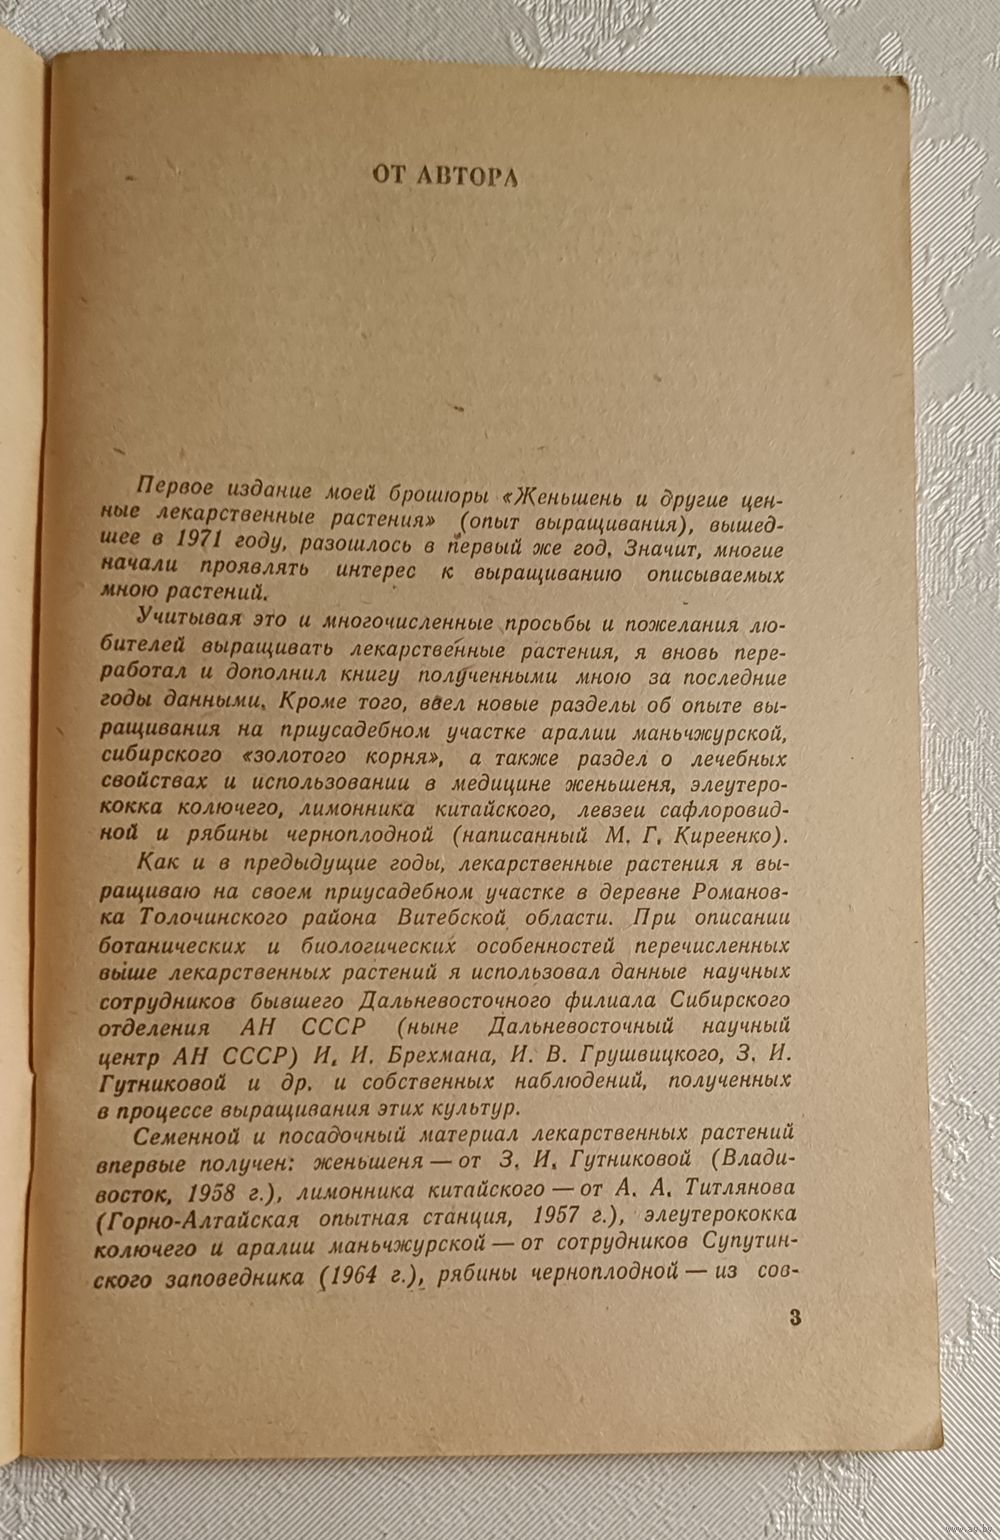 ОТ АВТОРА
Первое издание моей брошюры «Женьшень и другие цен-
ные лекарственные растения» (опыт выращивания), вышед-
шее в 1971 году, разошлось в первый же год. Значит, многие
начали проявлять интерес к выращиванию описываемых
мною растений.
Учитывая это и многочисленные просьбы и пожелания лю-
бителей выращивать лекарственные растения, я вновь пере-
работал и дополнил книгу полученными мною за последние
годы данными. Кроме того, ввел новые разделы об опыте вы-
ращивания на приусадебном участке аралии маньчжурской,
сибирского «золотого корня», а также раздел о лечебных
свойствах и использовании в медицине женьшеня, элеутеро-
кокка колючего, лимонника китайского, левзеи сафлоровид-
ной и рябины черноплодной (написанный М. Г. Киреенко).
Как и в предыдущие годы, лекарственные растения я вы-
ращиваю на своем приусадебном участке в деревне Романов-
ка Толочинского района Витебской области. При описании
ботанических и биологических особенностей перечисленных
выше лекарственных растений я использовал данные научных
сотрудников бывшего Дальневосточного филиала Сибирского
отделения АН СССР (ныне Дальневосточный научный
центр АН СССР) И. И. Брехмана, И. В. Грушвицкого, З. И.
Гутниковой и др. и собственных наблюдений, полученных
в процессе выращивания этих культур.
Семенной и посадочный материал лекарственных растений
впервые получен: женьшеня — от З. И. Гутниковой (Влади-
восток, 1958 г.), лимонника китайского — от А. А. Титлянова
(Горно-Алтайская опытная станция, 1957 г.), элеутерококка
колючего и аралии маньчжурской — от сотрудников Супутин-
ского заповедника (1964 г.), рябины черноплодной — из сов-
3
www.ay.by